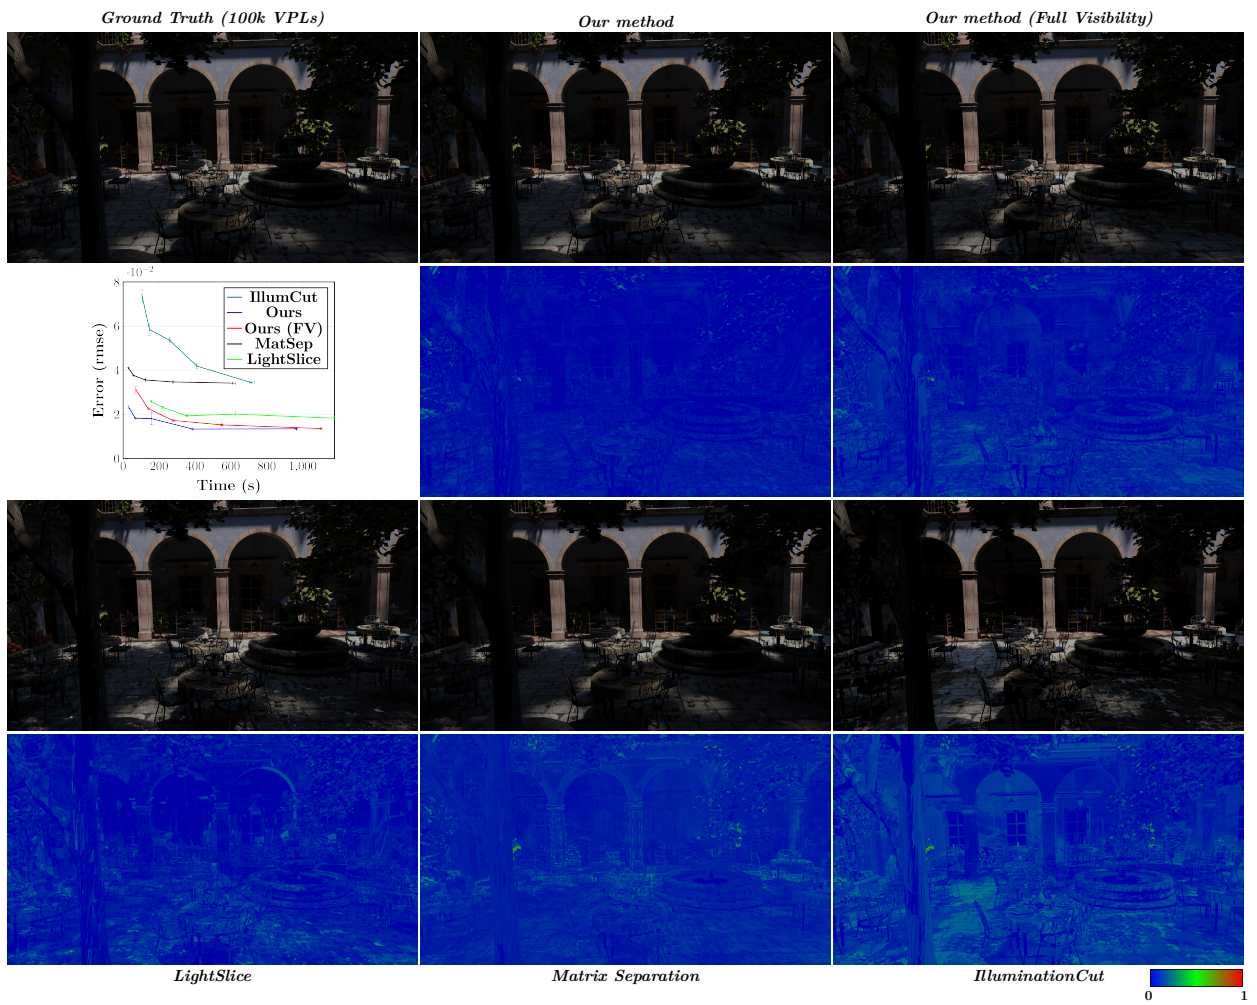 Ground Truth (100k VPLs)
Our method
Our method (Full Visibility)
·10⁻²
8
6
4
2
0
0 200 400 600 800 1,000
Error (rmse)
Time (s)
IllumCut
Ours
Ours (FV)
MatSep
LightSlice
LightSlice
Matrix Separation
IlluminationCut
0 1